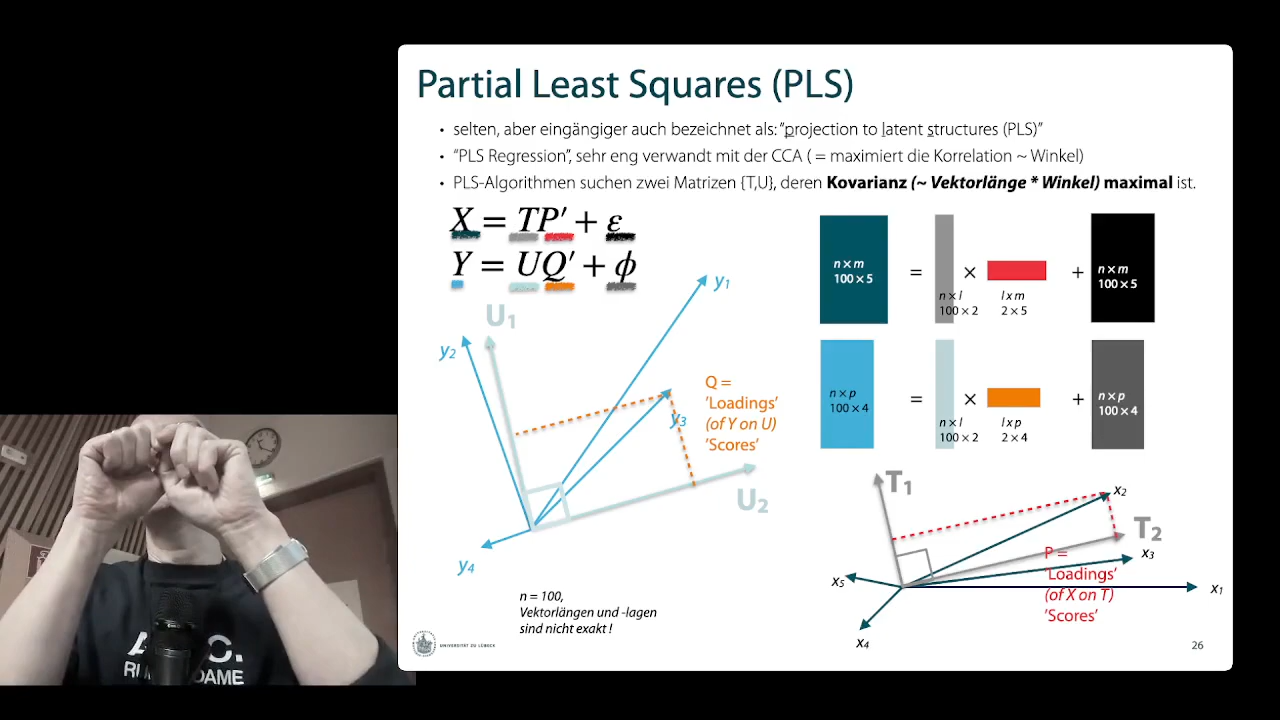 Partial Least Squares (PLS)
• selten, aber eingängiger auch bezeichnet als: "projection to latent structures (PLS)"
• "PLS Regression", sehr eng verwandt mit der CCA ( = maximiert die Korrelation ~ Winkel)
• PLS-Algorithmen suchen zwei Matrizen {T,U}, deren Kovarianz (~ Vektorlänge * Winkel) maximal ist.
X = TP′ + ε
Y = UQ′ + ϕ
n × m
100 × 5
=
×
+
n × m
100 × 5
n × l
100 × 2
l x m
2 × 5
n × p
100 × 4
=
×
+
n × p
100 × 4
n × l
100 × 2
l x p
2 × 4
U1
y1
y2
y3
Q =
'Loadings'
(of Y on U)
'Scores'
U2
y4
T1
x2
T2
x3
P =
'Loadings'
(of X on T)
'Scores'
x5
x1
x4
n = 100,
Vektorlängen und -lagen
sind nicht exakt !
UNIVERSITÄT ZU LÜBECK
26